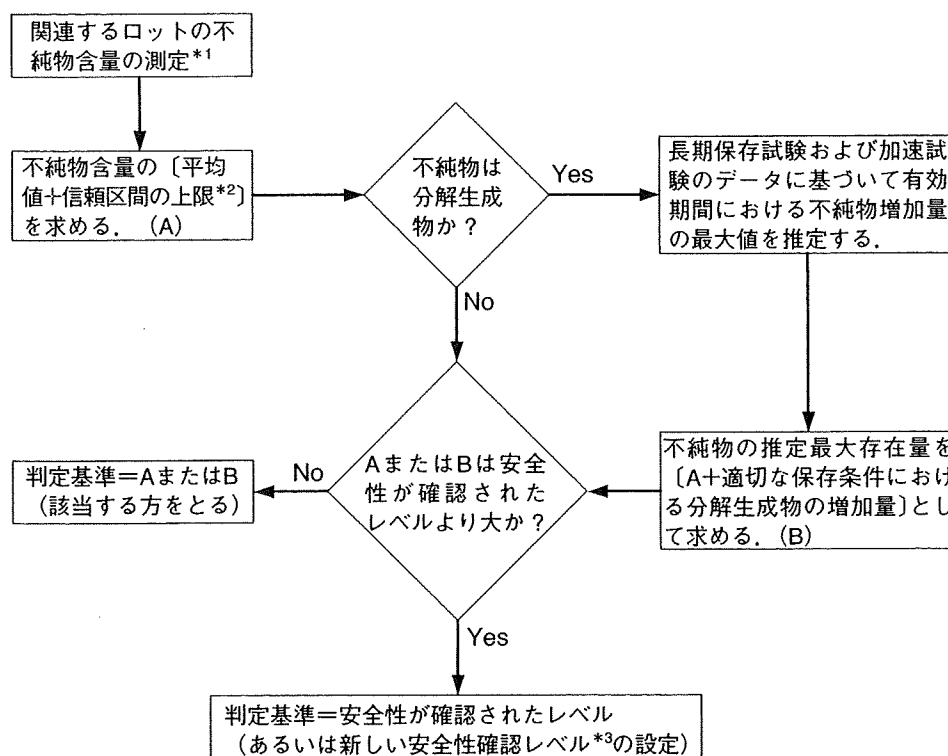 関連するロットの不
純物含量の測定*1
不純物含量の〔平均
値+信頼区間の上限*2〕
を求める．（A）
不純物は
分解生成
物か？
Yes
長期保存試験および加速試
験のデータに基づいて有効
期間における不純物増加量
の最大値を推定する．
No
AまたはBは安全
性が確認された
レベルより大か？
No
判定基準＝AまたはB
（該当する方をとる）
不純物の推定最大存在量を
〔A+適切な保存条件におけ
る分解生成物の増加量〕とし
て求める．（B）
Yes
判定基準＝安全性が確認されたレベル
（あるいは新しい安全性確認レベル*3の設定）